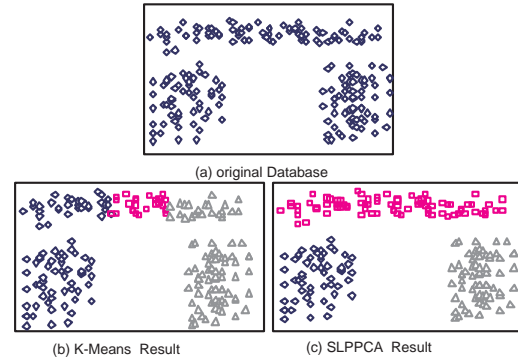 (a) original Database
(b) K-Means Result
(c) SLPPCA Result